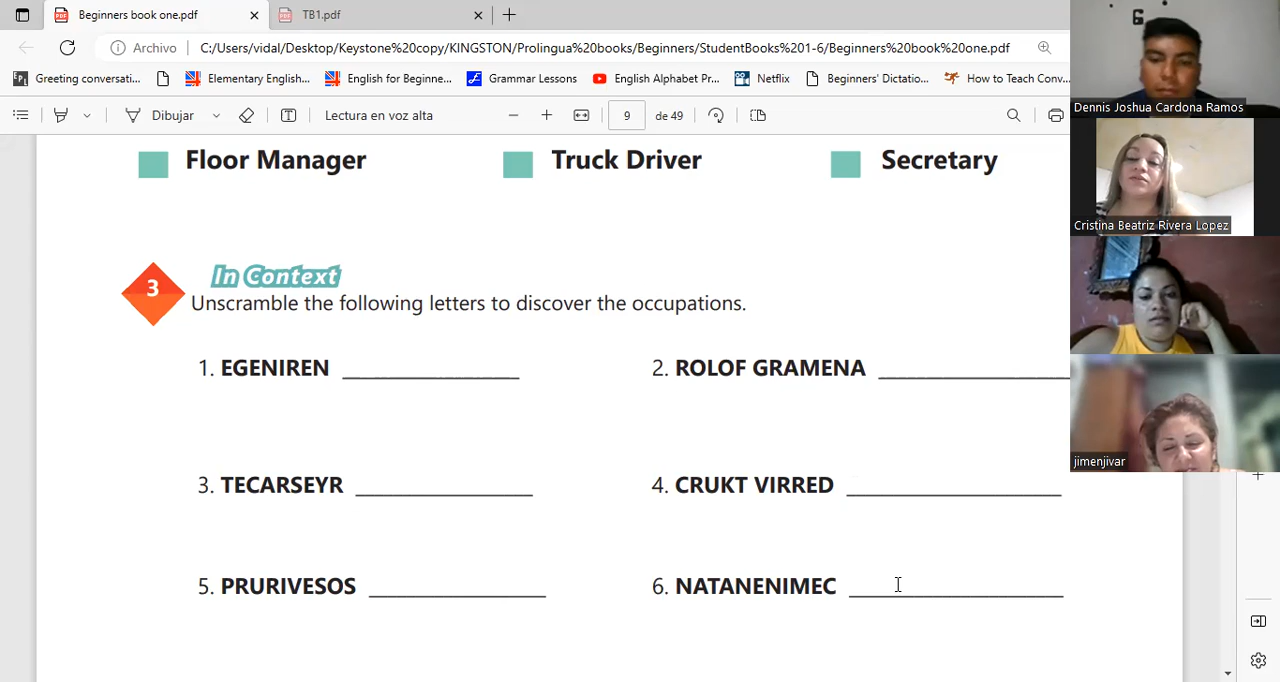 Beginners book one.pdf
TB1.pdf
Archivo
C:/Users/vidal/Desktop/Keystone%20copy/KINGSTON/Prolingua%20books/Beginners/StudentBooks%201-6/Beginners%20book%20one.pdf
Greeting conversati...
Elementary English...
English for Beginne...
Grammar Lessons
English Alphabet Pr...
Netflix
Beginners' Dictatio...
How to Teach Conv...
Dibujar
Lectura en voz alta
9
de 49
Dennis Joshua Cardona Ramos
Cristina Beatriz Rivera Lopez
jimenjivar
Floor Manager
Truck Driver
Secretary
3
In Context
Unscramble the following letters to discover the occupations.
1. EGENIREN
2. ROLOF GRAMENA
3. TECARSEYR
4. CRUKT VIRRED
5. PRURIVESOS
6. NATANENIMEC